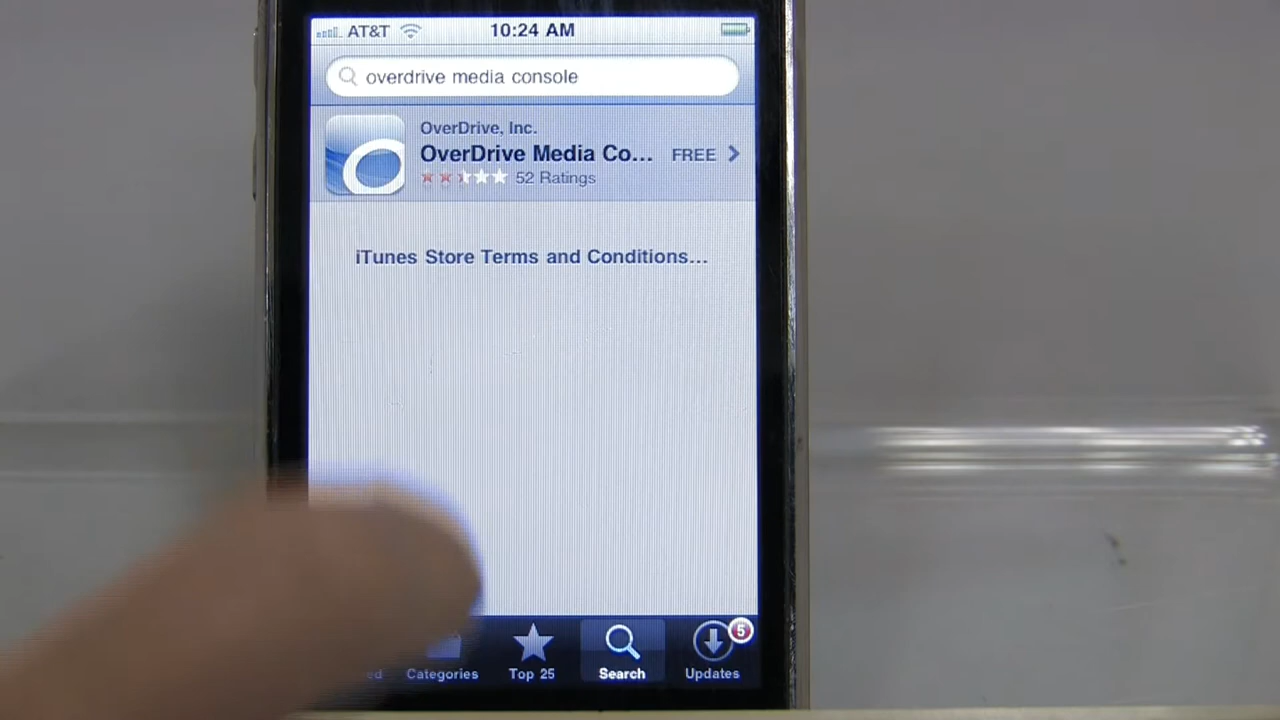 AT&T 10:24 AM
overdrive media console
OverDrive, Inc.
OverDrive Media Co... FREE
52 Ratings
iTunes Store Terms and Conditions...
5
ed Categories Top 25 Search Updates